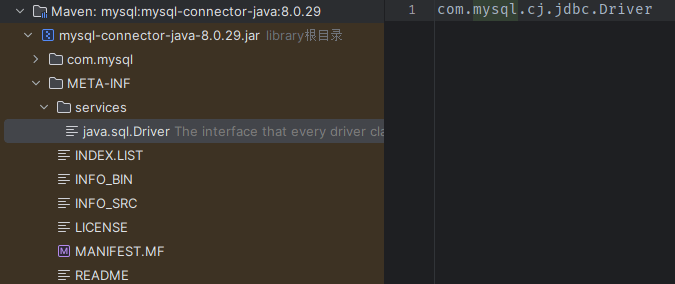 Maven: mysql:mysql-connector-java:8.0.29
mysql-connector-java-8.0.29.jar library根目录
com.mysql
META-INF
services
java.sql.Driver The interface that every driver cla
INDEX.LIST
INFO_BIN
INFO_SRC
LICENSE
MANIFEST.MF
README
1 com.mysql.cj.jdbc.Driver